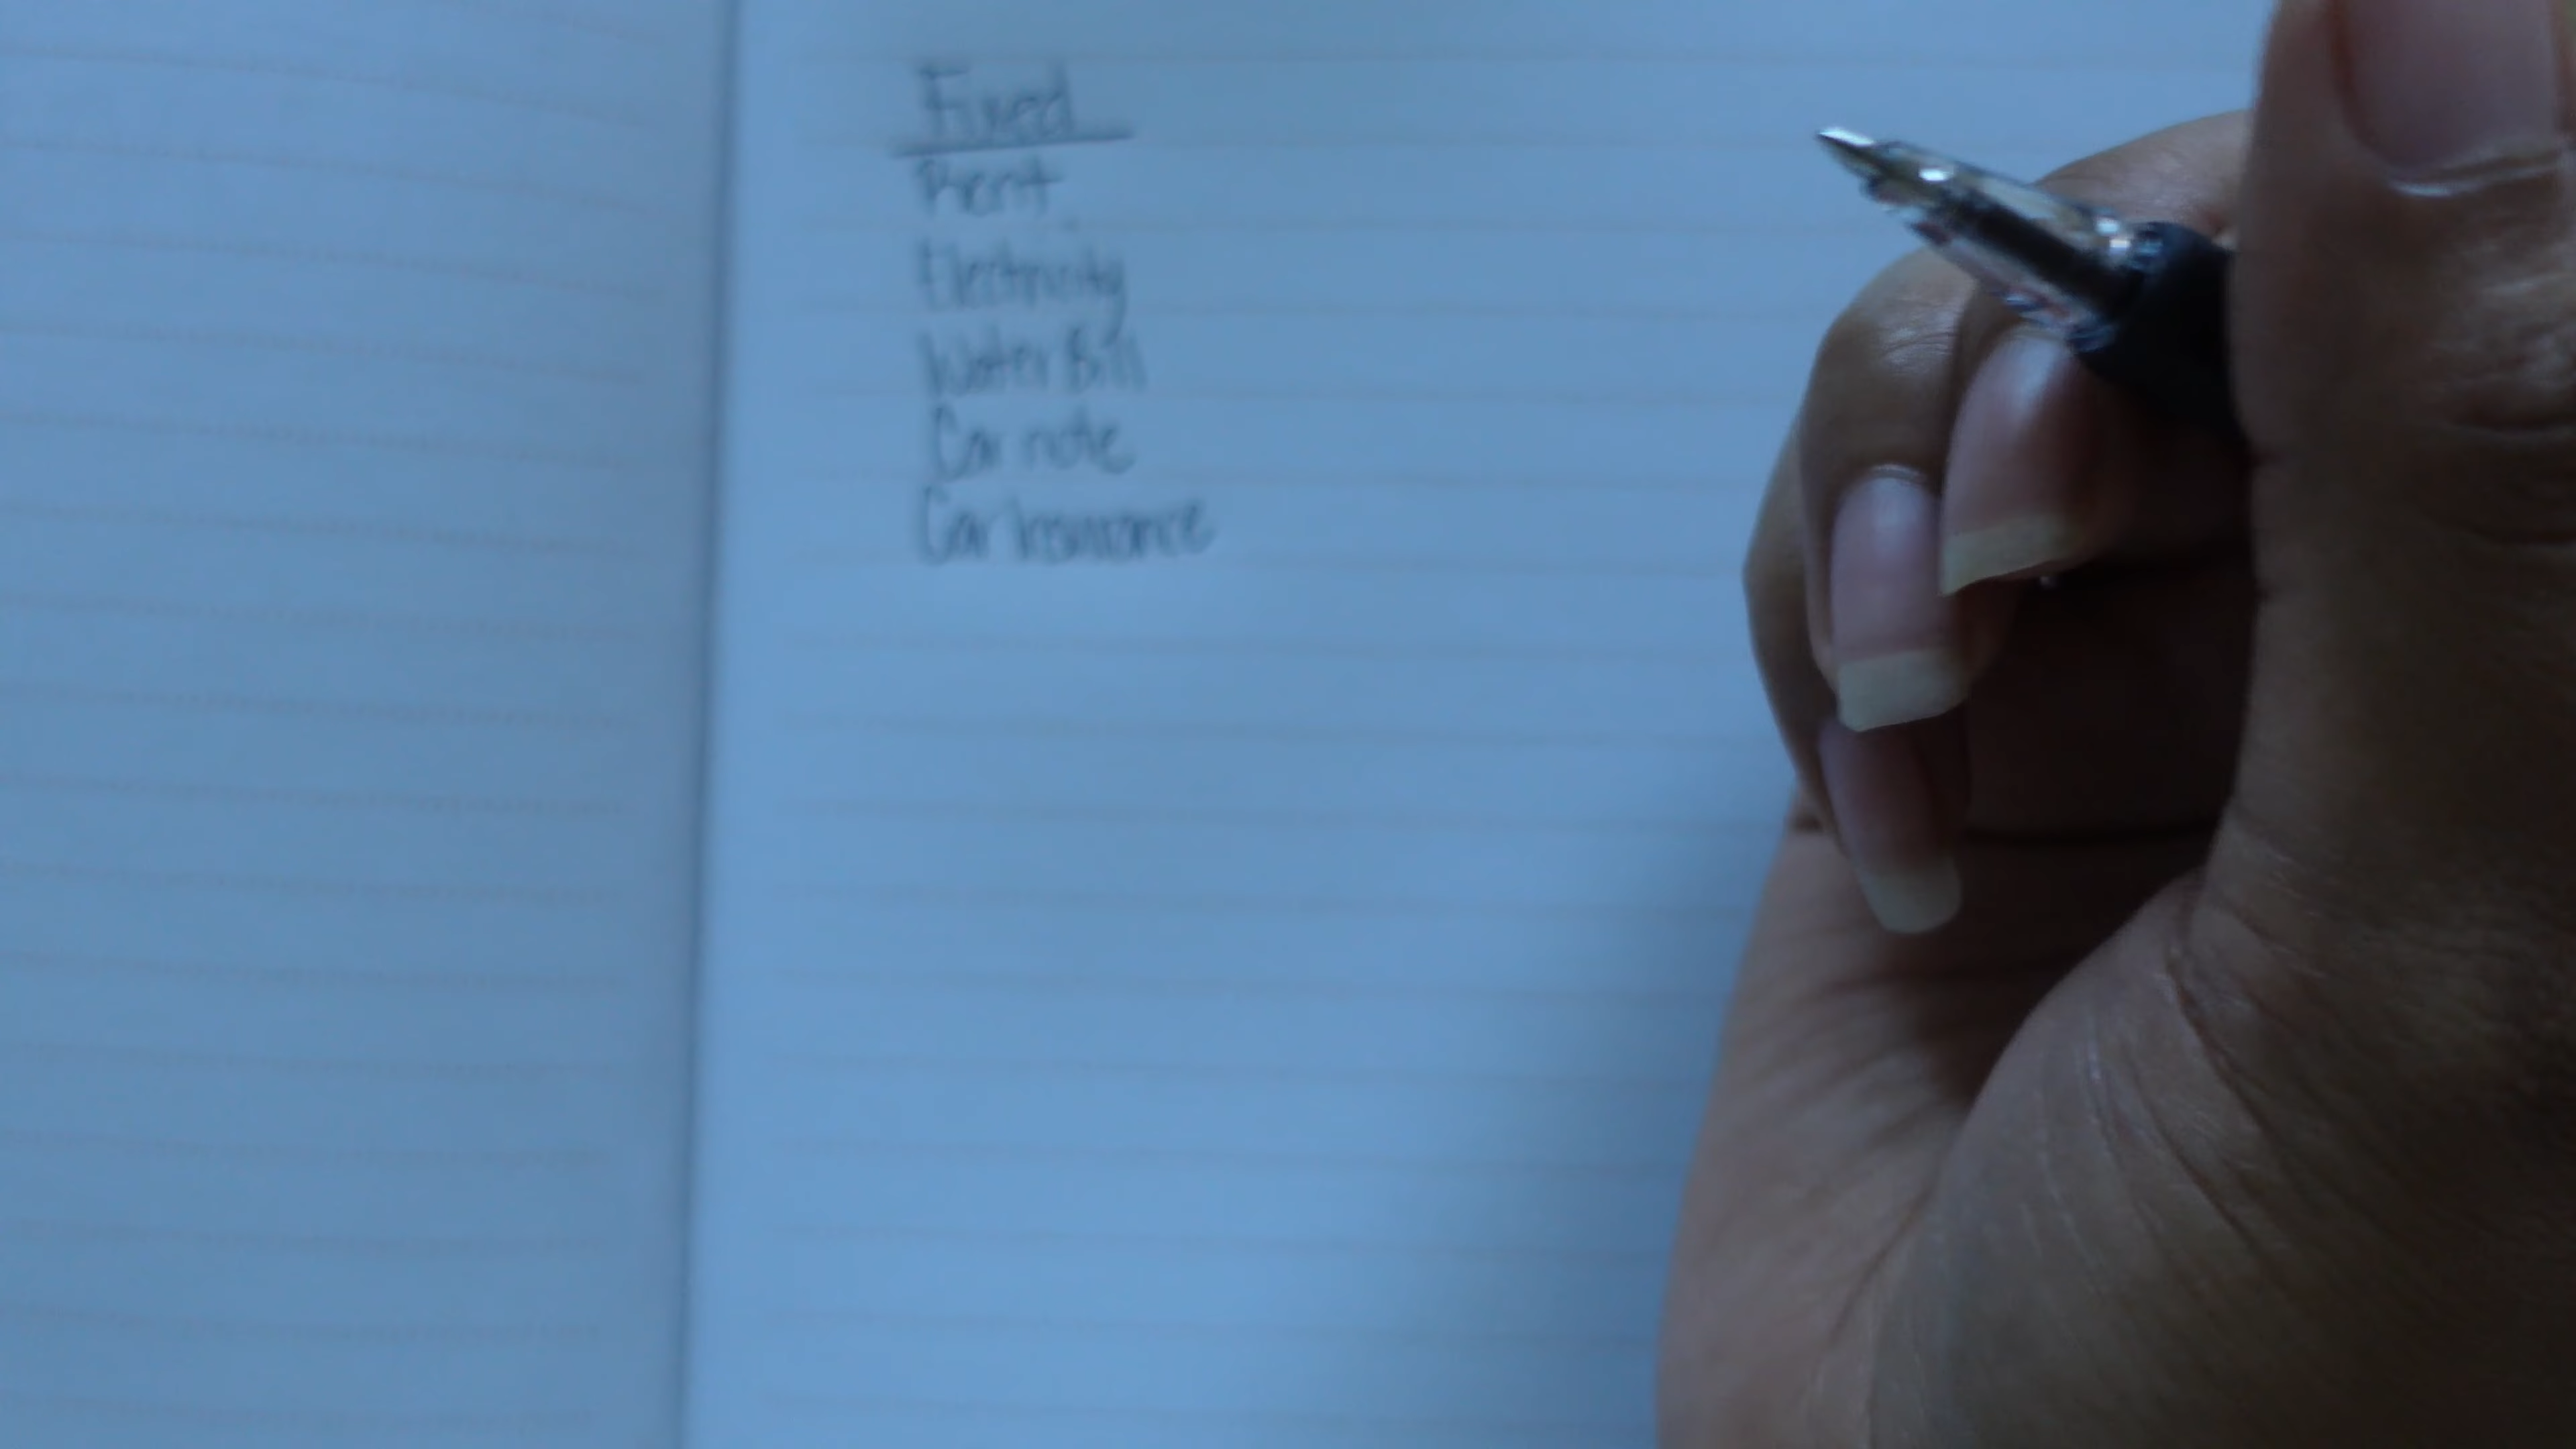 Fixed
Rent
Electricity
Water Bill
Car note
Car Insurance